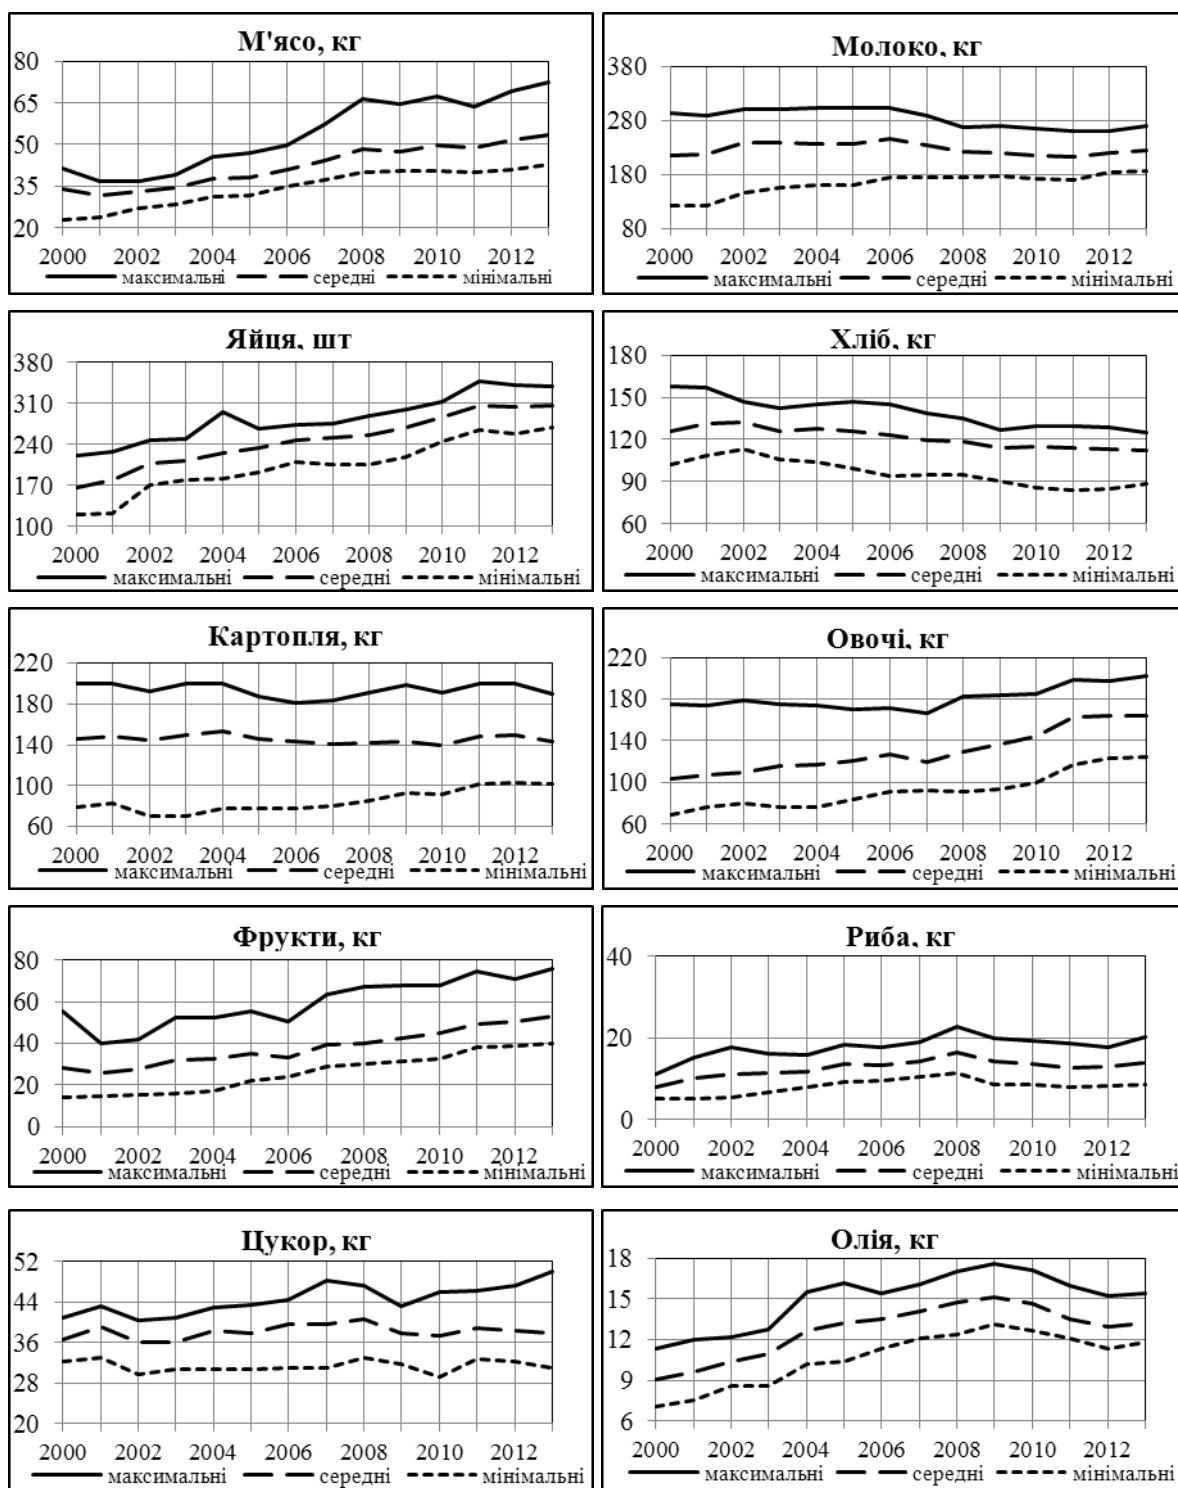 М'ясо, кг
80
65
50
35
20
2000 2002 2004 2006 2008 2010 2012
максимальні середні мінімальні
Молоко, кг
380
280
180
80
2000 2002 2004 2006 2008 2010 2012
максимальні середні мінімальні
Яйця, шт
380
310
240
170
100
2000 2002 2004 2006 2008 2010 2012
максимальні середні мінімальні
Хліб, кг
180
150
120
90
60
2000 2002 2004 2006 2008 2010 2012
максимальні середні мінімальні
Картопля, кг
220
180
140
100
60
2000 2002 2004 2006 2008 2010 2012
максимальні середні мінімальні
Овочі, кг
220
180
140
100
60
2000 2002 2004 2006 2008 2010 2012
максимальні середні мінімальні
Фрукти, кг
80
60
40
20
0
2000 2002 2004 2006 2008 2010 2012
максимальні середні мінімальні
Риба, кг
40
20
0
2000 2002 2004 2006 2008 2010 2012
максимальні середні мінімальні
Цукор, кг
52
44
36
28
20
2000 2002 2004 2006 2008 2010 2012
максимальні середні мінімальні
Олія, кг
18
15
12
9
6
2000 2002 2004 2006 2008 2010 2012
максимальні середні мінімальні